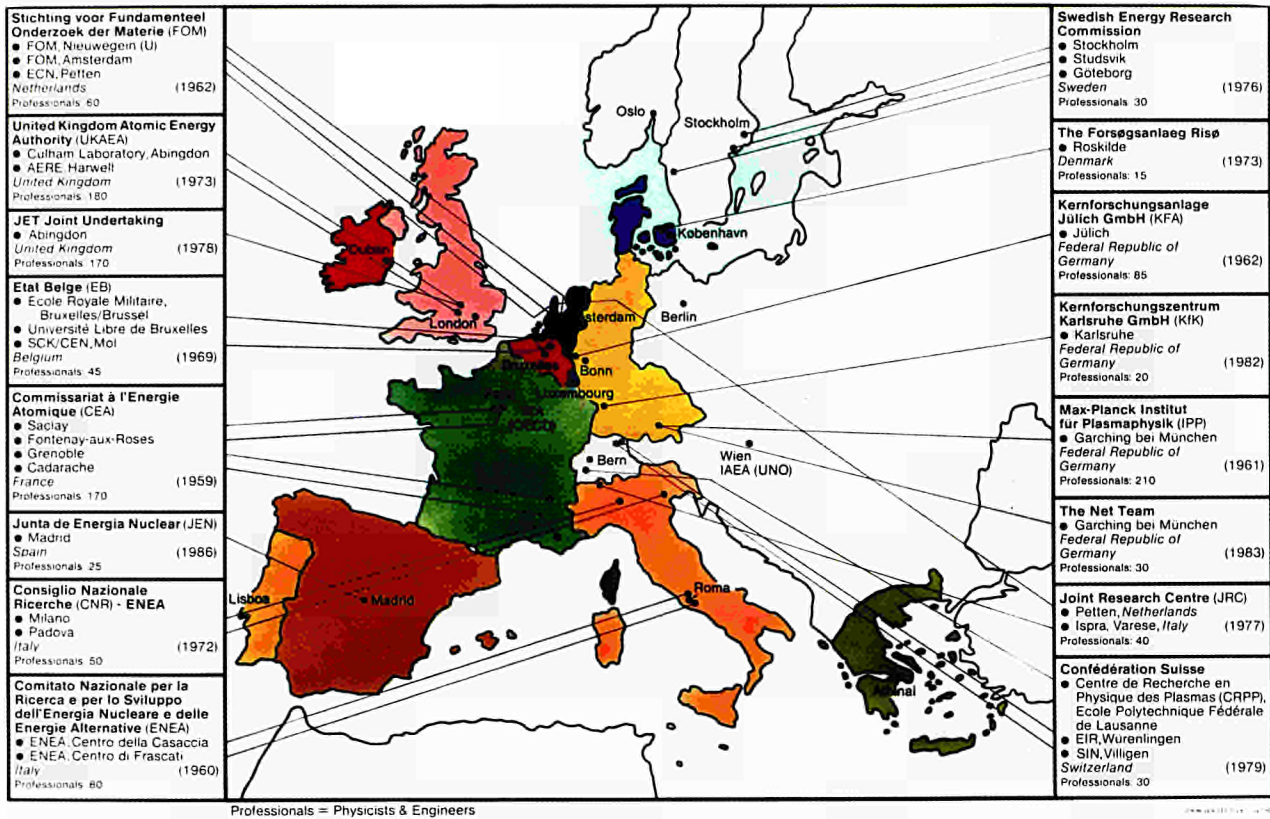 Stichting voor Fundamenteel
Onderzoek der Materie (FOM)
● FOM, Nieuwegein (U)
● FOM, Amsterdam
● ECN, Petten
Netherlands (1962)
Professionals 60
United Kingdom Atomic Energy
Authority (UKAEA)
● Culham Laboratory, Abingdon
● AERE, Harwell
United Kingdom (1973)
Professionals 180
JET Joint Undertaking
● Abingdon
United Kingdom (1978)
Professionals 170
Etat Belge (EB)
● Ecole Royale Militaire,
Bruxelles/Brussel
● Université Libre de Bruxelles
● SCK/CEN, Mol
Belgium (1969)
Professionals 45
Commissariat à l'Energie
Atomique (CEA)
● Saclay
● Fontenay-aux-Roses
● Grenoble
● Cadarache
France (1959)
Professionals 170
Junta de Energia Nuclear (JEN)
● Madrid
Spain (1986)
Professionals 25
Consiglio Nazionale
Ricerche (CNR) - ENEA
● Milano
● Padova
Italy (1972)
Professionals 50
Comitato Nazionale per la
Ricerca e per lo Sviluppo
dell'Energia Nucleare e delle
Energie Alternative (ENEA)
● ENEA, Centro della Casaccia
● ENEA, Centro di Frascati
Italy (1960)
Oslo
Stockholm
København
Dublin
London
Amsterdam
Berlin
Bruxelles
Bonn
Luxembourg
(OECD)
Bern
Wien
IAEA (UNO)
Lisboa
Madrid
Roma
Athinai
Swedish Energy Research
Commission
● Stockholm
● Studsvik
● Göteborg
Sweden (1976)
Professionals 30
The Forsøgsanlaeg Risø
● Roskilde
Denmark (1973)
Professionals: 15
Kernforschungsanlage
Jülich GmbH (KFA)
● Jülich
Federal Republic of
Germany (1962)
Professionals: 85
Kernforschungszentrum
Karlsruhe GmbH (KfK)
● Karlsruhe
Federal Republic of
Germany (1982)
Professionals: 20
Max-Planck Institut
für Plasmaphysik (IPP)
● Garching bei München
Federal Republic of
Germany (1961)
Professionals: 210
The Net Team
● Garching bei München
Federal Republic of
Germany (1983)
Professionals: 30
Joint Research Centre (JRC)
● Petten, Netherlands
● Ispra, Varese, Italy (1977)
Professionals: 40
Confédération Suisse
● Centre de Recherche en
Physique des Plasmas (CRPP),
Ecole Polytechnique Fédérale
de Lausanne
● EIR, Würenlingen
● SIN, Villigen
Switzerland (1979)
Professionals: 30
Professionals = Physicists & Engineers